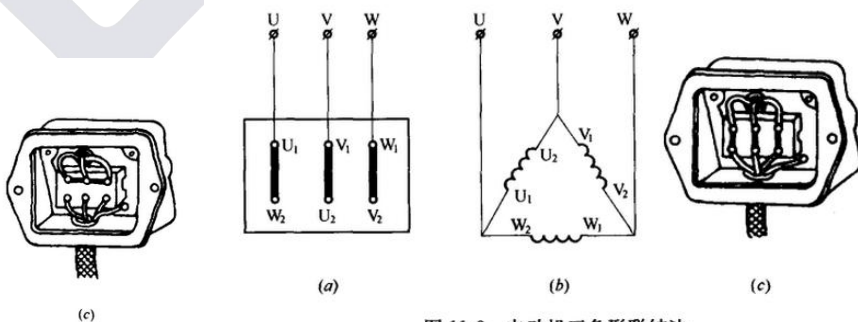 U V W
U₁ V₁ W₁
W₂ U₂ V₂
(a)
U V W
U₂ V₁
U₁ V₂
W₂ W₁
(b)
(c)
(c)